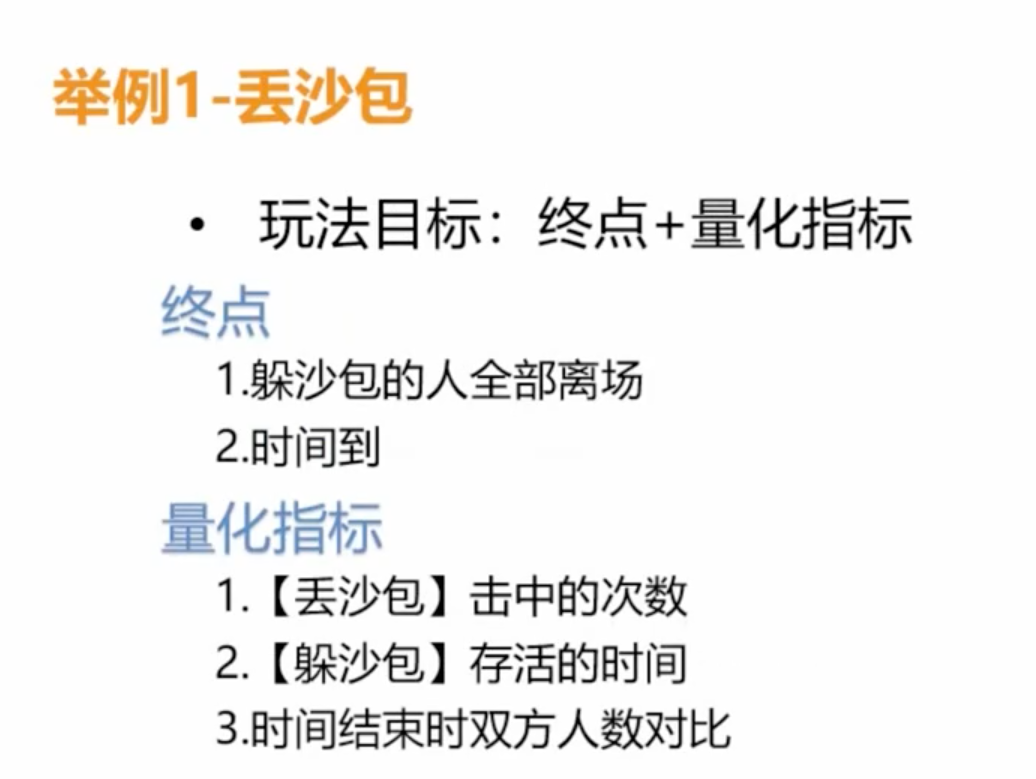 举例1-丢沙包
• 玩法目标：终点+量化指标
终点
1.躲沙包的人全部离场
2.时间到
量化指标
1.【丢沙包】击中的次数
2.【躲沙包】存活的时间
3.时间结束时双方人数对比